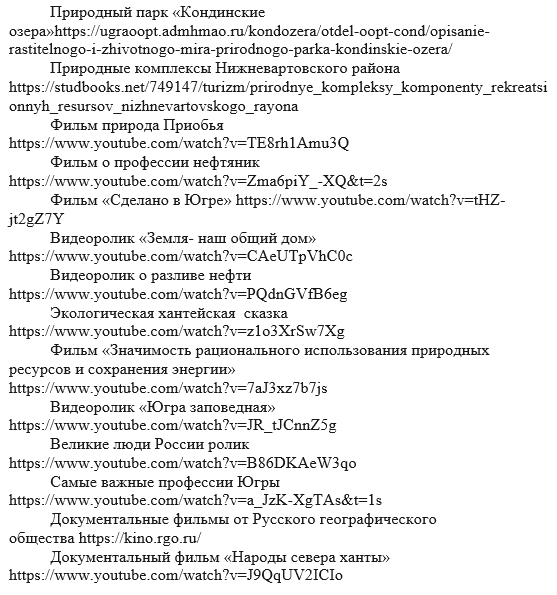 Природный парк «Кондинские
озера»https://ugraoopt.admhmao.ru/kondozera/otdel-oopt-cond/opisanie-
rastitelnogo-i-zhivotnogo-mira-prirodnogo-parka-kondinskie-ozera/
Природные комплексы Нижневартовского района
https://studbooks.net/749147/turizm/prirodnye_kompleksy_komponenty_rekreatsi
onnyh_resursov_nizhnevartovskogo_rayona
Фильм природа Приобья
https://www.youtube.com/watch?v=TE8rh1Amu3Q
Фильм о профессии нефтяник
https://www.youtube.com/watch?v=Zma6piY_-XQ&t=2s
Фильм «Сделано в Югре» https://www.youtube.com/watch?v=tHZ-
jt2gZ7Y
Видеоролик «Земля- наш общий дом»
https://www.youtube.com/watch?v=CAeUTpVhC0c
Видеоролик о разливе нефти
https://www.youtube.com/watch?v=PQdnGVfB6eg
Экологическая хантейская  сказка
https://www.youtube.com/watch?v=z1o3XrSw7Xg
Фильм «Значимость рационального использования природных
ресурсов и сохранения энергии»
https://www.youtube.com/watch?v=7aJ3xz7b7js
Видеоролик «Югра заповедная»
https://www.youtube.com/watch?v=JR_tJCnnZ5g
Великие люди России ролик
https://www.youtube.com/watch?v=B86DKAeW3qo
Самые важные профессии Югры
https://www.youtube.com/watch?v=a_JzK-XgTAs&t=1s
Документальные фильмы от Русского географического
общества https://kino.rgo.ru/
Документальный фильм «Народы севера ханты»
https://www.youtube.com/watch?v=J9QqUV2ICIo